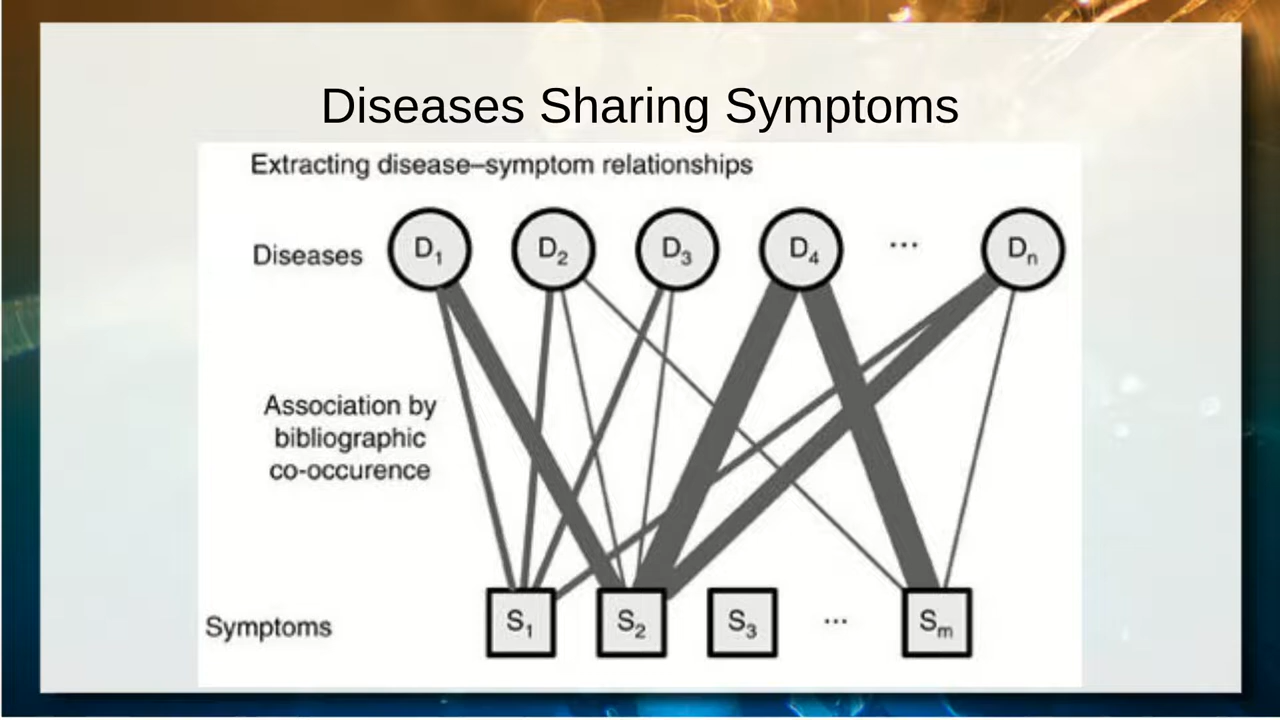 Diseases Sharing Symptoms
Extracting disease–symptom relationships
Diseases D1 D2 D3 D4 ... Dn
Association by
bibliographic
co-occurence
Symptoms S1 S2 S3 ... Sm